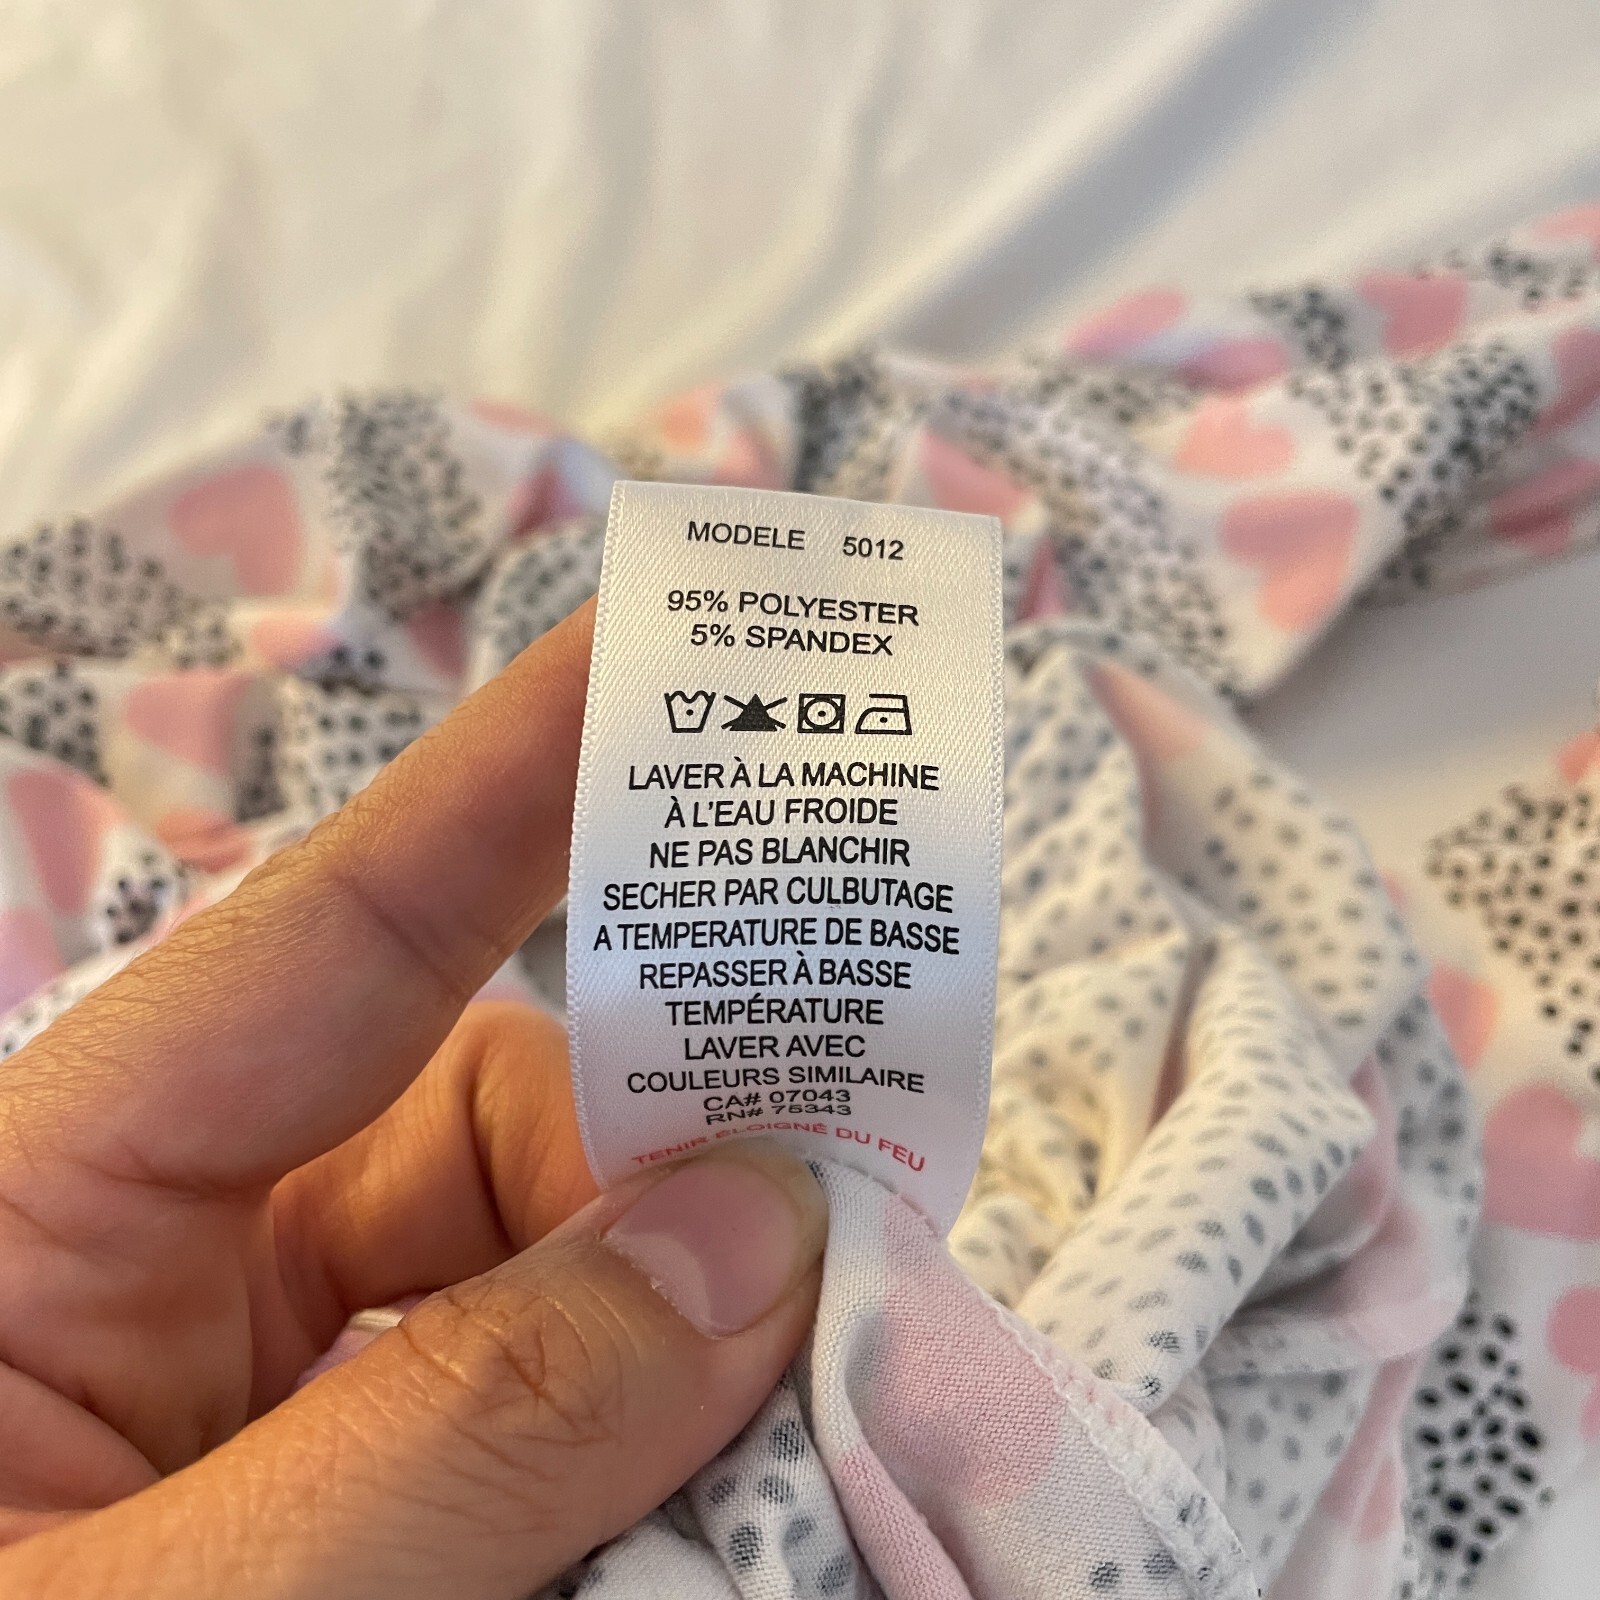 MODELE 5012
95% POLYESTER
5% SPANDEX
LAVER À LA MACHINE
À L'EAU FROIDE
NE PAS BLANCHIR
SECHER PAR CULBUTAGE
A TEMPERATURE DE BASSE
REPASSER À BASSE
TEMPÉRATURE
LAVER AVEC
COULEURS SIMILAIRE
CA# 07043
RN# 75343
TENIR ÉLOIGNÉ DU FEU